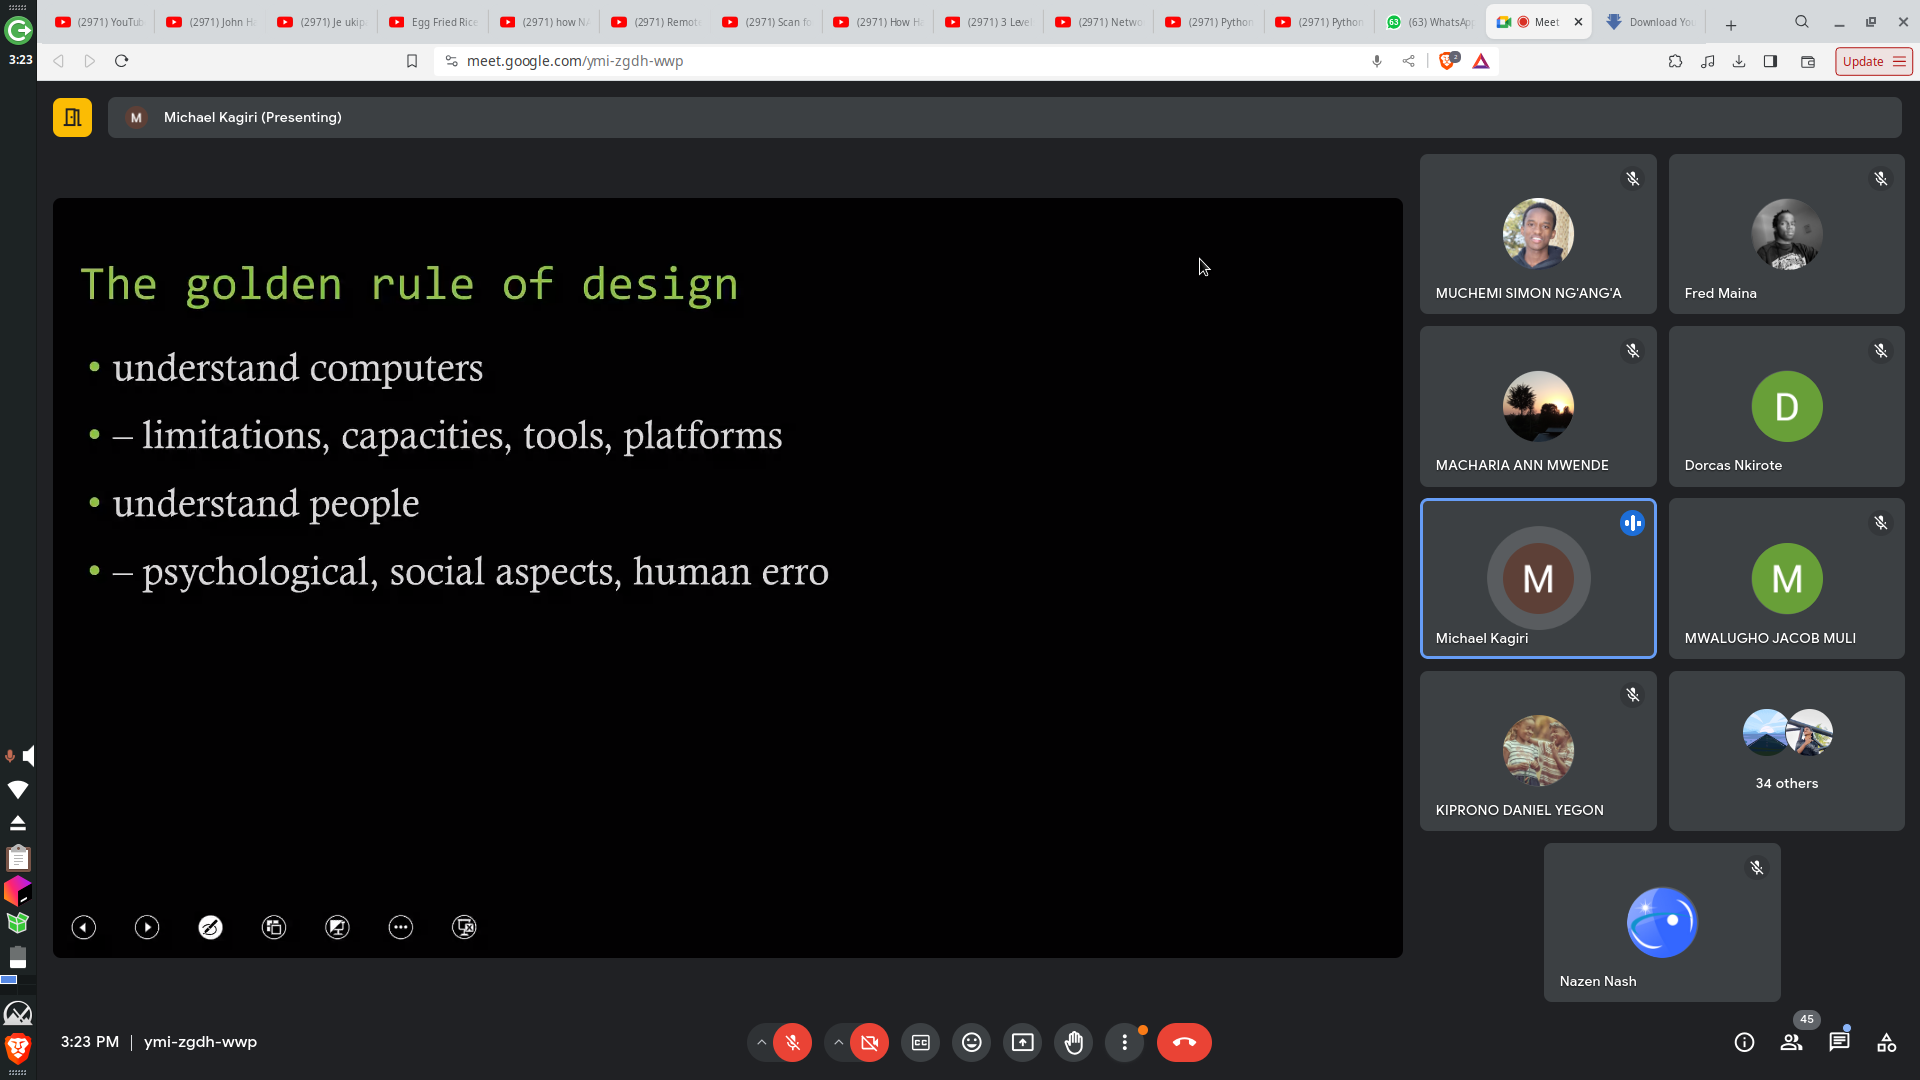 3:23
(2971) YouTub
(2971) John H
(2971) Je ukip
Egg Fried Rice
(2971) how N
(2971) Remot
(2971) Scan fo
(2971) How H
(2971) 3 Level
(2971) Netwo
(2971) Python
(2971) Python
(63) WhatsAp
Meet
Download Yo
meet.google.com/ymi-zgdh-wwp
2
Update
M
Michael Kagiri (Presenting)
The golden rule of design
• understand computers
• – limitations, capacities, tools, platforms
• understand people
• – psychological, social aspects, human erro
MUCHEMI SIMON NG'ANG'A
Fred Maina
MACHARIA ANN MWENDE
D
Dorcas Nkirote
M
Michael Kagiri
M
MWALUGHO JACOB MULI
KIPRONO DANIEL YEGON
34 others
Nazen Nash
3:23 PM | ymi-zgdh-wwp
CC
45